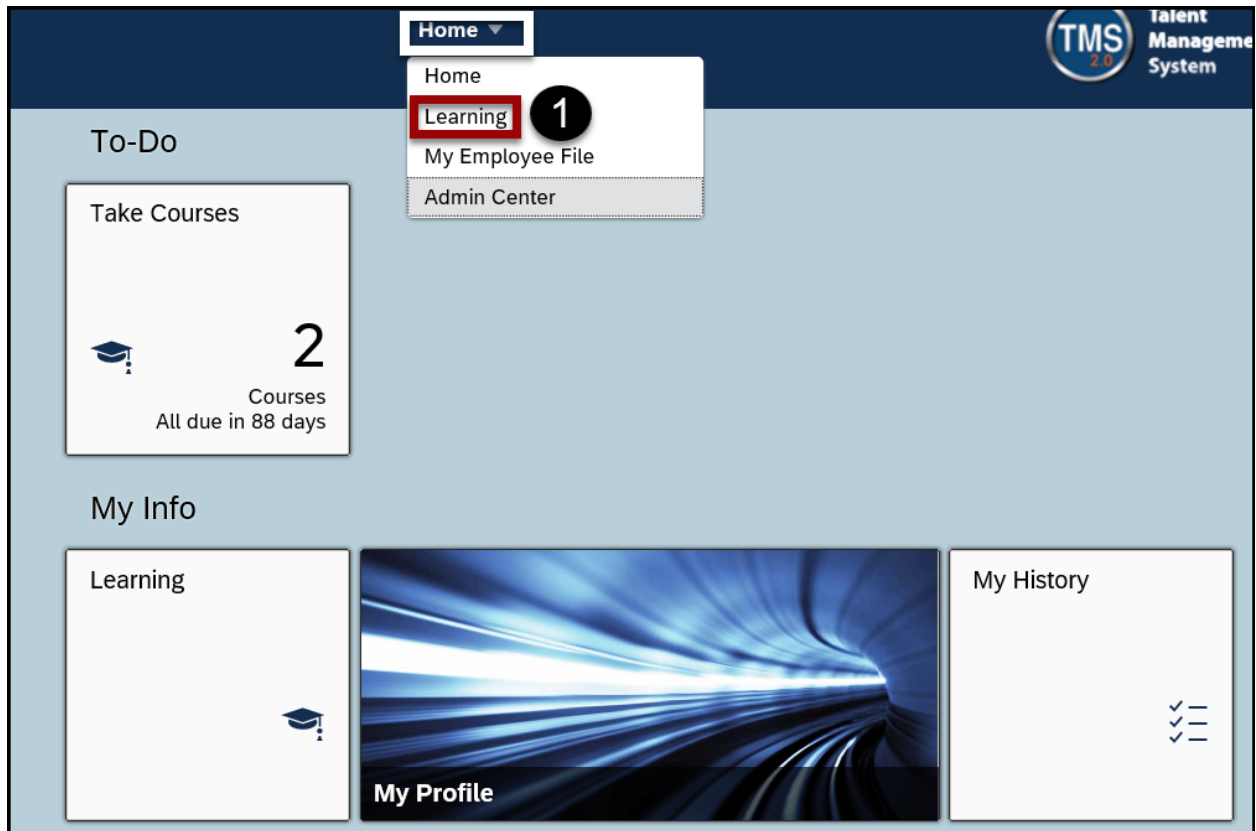 Home
TMS
2.0
Talent
Manageme
System
Home
Learning
1
My Employee File
Admin Center
To-Do
Take Courses
2
Courses
All due in 88 days
My Info
Learning
My Profile
My History